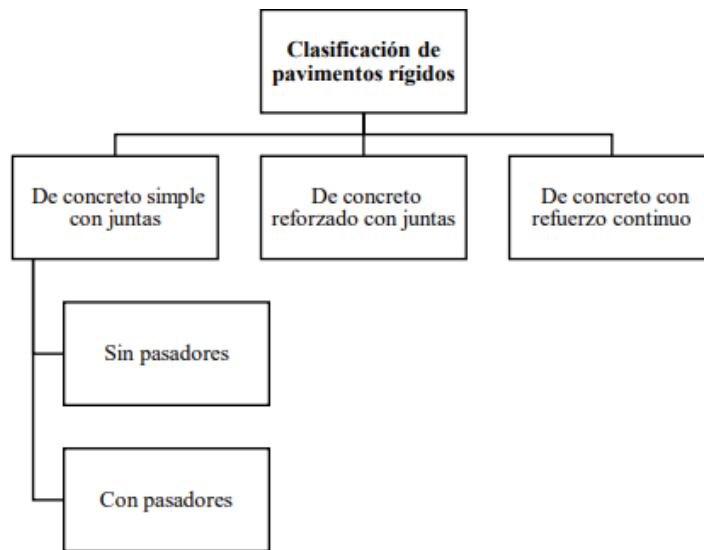 Clasificación de
pavimentos rígidos
De concreto simple
con juntas
De concreto
reforzado con juntas
De concreto con
refuerzo continuo
Sin pasadores
Con pasadores